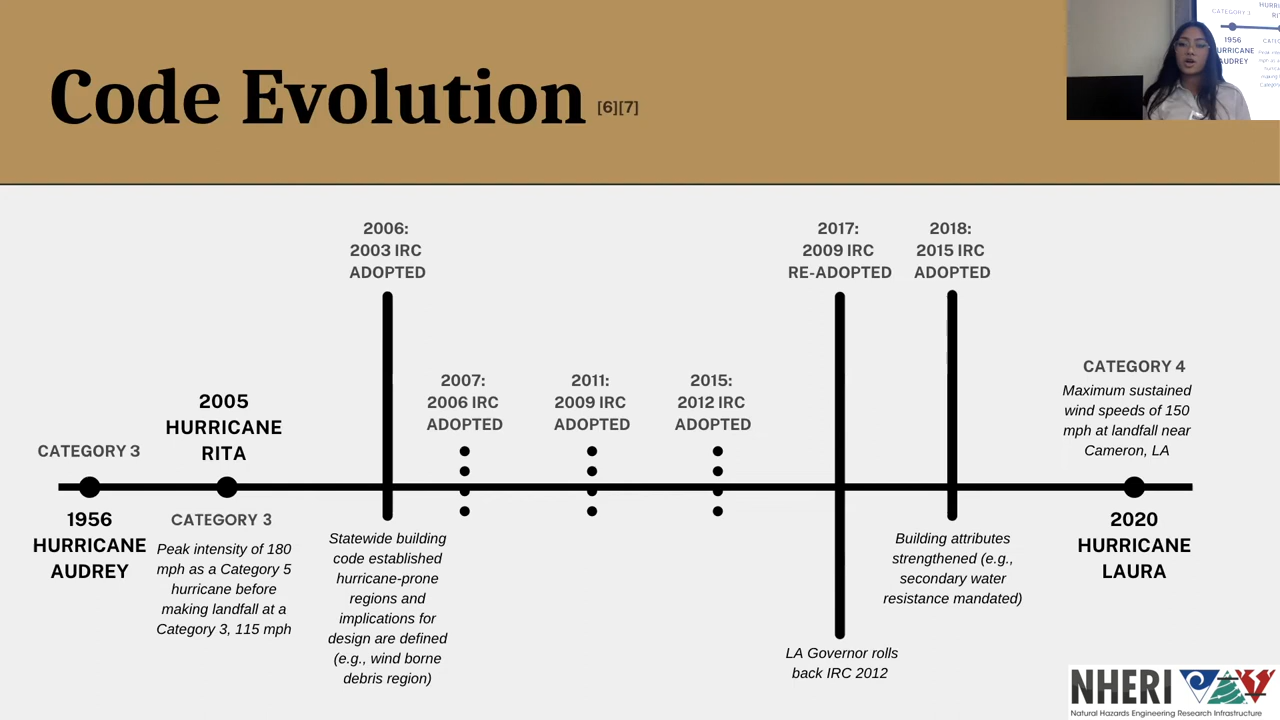 Code Evolution [6][7]
CATEGORY 3
1956
HURRICANE
AUDREY
2005
HURRICANE
RITA
CATEGORY 3
Peak intensity of 180
mph as a Category 5
hurricane before
making landfall at a
Category 3, 115 mph
2006:
2003 IRC
ADOPTED
Statewide building
code established
hurricane-prone
regions and
implications for
design are defined
(e.g., wind borne
debris region)
2007:
2006 IRC
ADOPTED
2011:
2009 IRC
ADOPTED
2015:
2012 IRC
ADOPTED
2017:
2009 IRC
RE-ADOPTED
LA Governor rolls
back IRC 2012
2018:
2015 IRC
ADOPTED
Building attributes
strengthened (e.g.,
secondary water
resistance mandated)
CATEGORY 4
Maximum sustained
wind speeds of 150
mph at landfall near
Cameron, LA
2020
HURRICANE
LAURA
CATEGORY 3
1956
NHERI
Natural Hazards Engineering Research Infrastructure